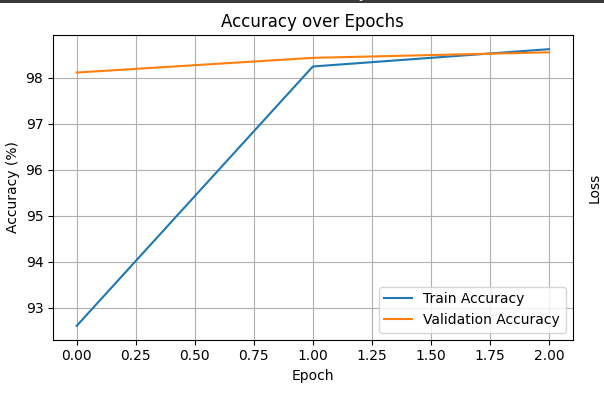 Accuracy over Epochs
Accuracy (%)
98
97
96
95
94
93
0.00 0.25 0.50 0.75 1.00 1.25 1.50 1.75 2.00
Epoch
Train Accuracy
Validation Accuracy
Loss